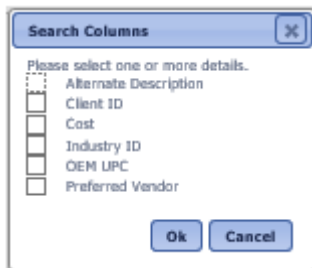 Search Columns
Please select one or more details.
Alternate Description
Client ID
Cost
Industry ID
OEM UPC
Preferred Vendor
Ok Cancel